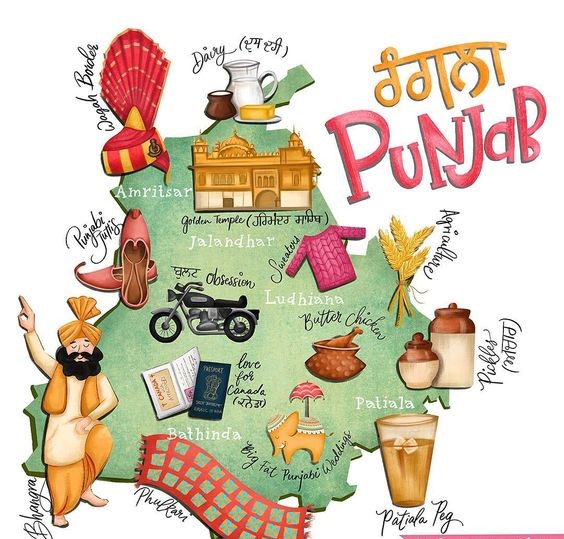 ਰੰਗਲਾ
PUNJAB
Dairy (ਦੁਧ ਦਹੀ)
Wagah Border
Amritsar
Golden Temple (ਹਰਿਮੰਦਰ ਸਾਹਿਬ)
Jalandhar
Punjabi Juttis
Sweaters
Agriculture
ਬੁਲਟ obsession
Ludhiana
Butter Chicken
Pickles
(ਅਚਾਰ)
PASSPORT
CANADA
love
for
Canada
(ਕਨੇਡਾ)
Patiala
Bathinda
Big Fat Punjabi Weddings
Bhangra
Phulkari
Patiala Peg